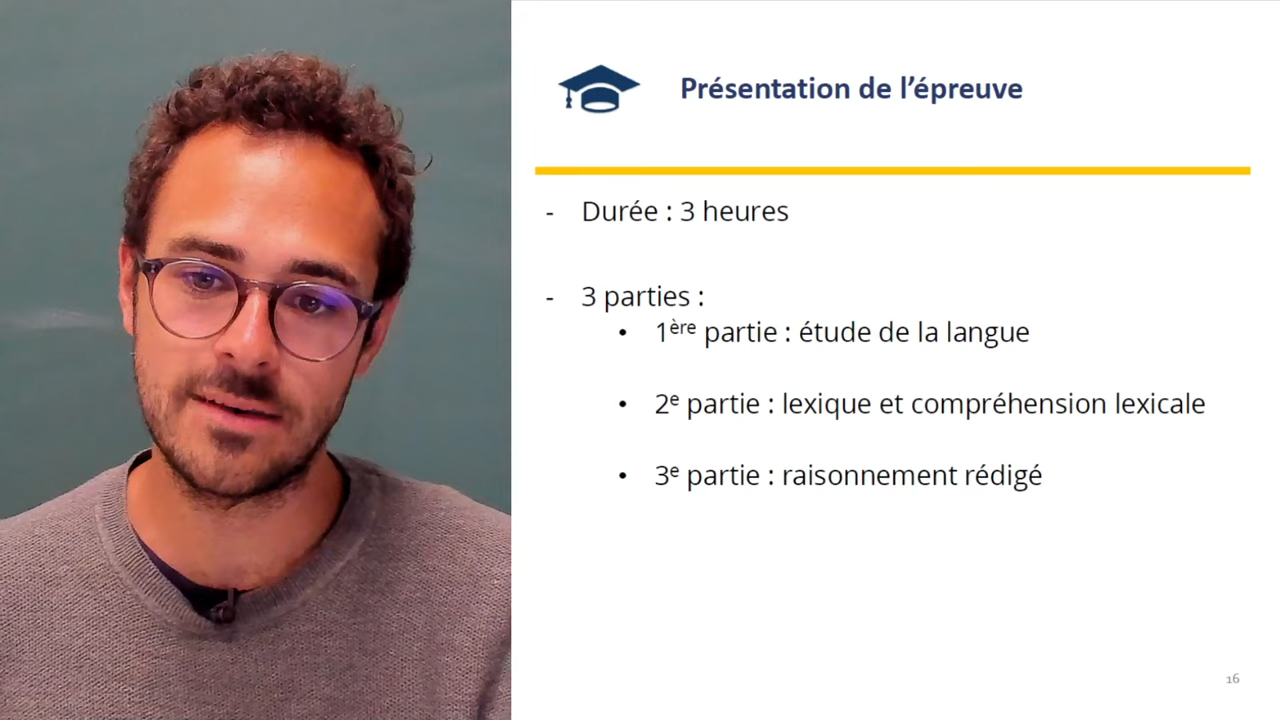 Présentation de l’épreuve
- Durée : 3 heures
- 3 parties :
• 1ère partie : étude de la langue
• 2e partie : lexique et compréhension lexicale
• 3e partie : raisonnement rédigé
16